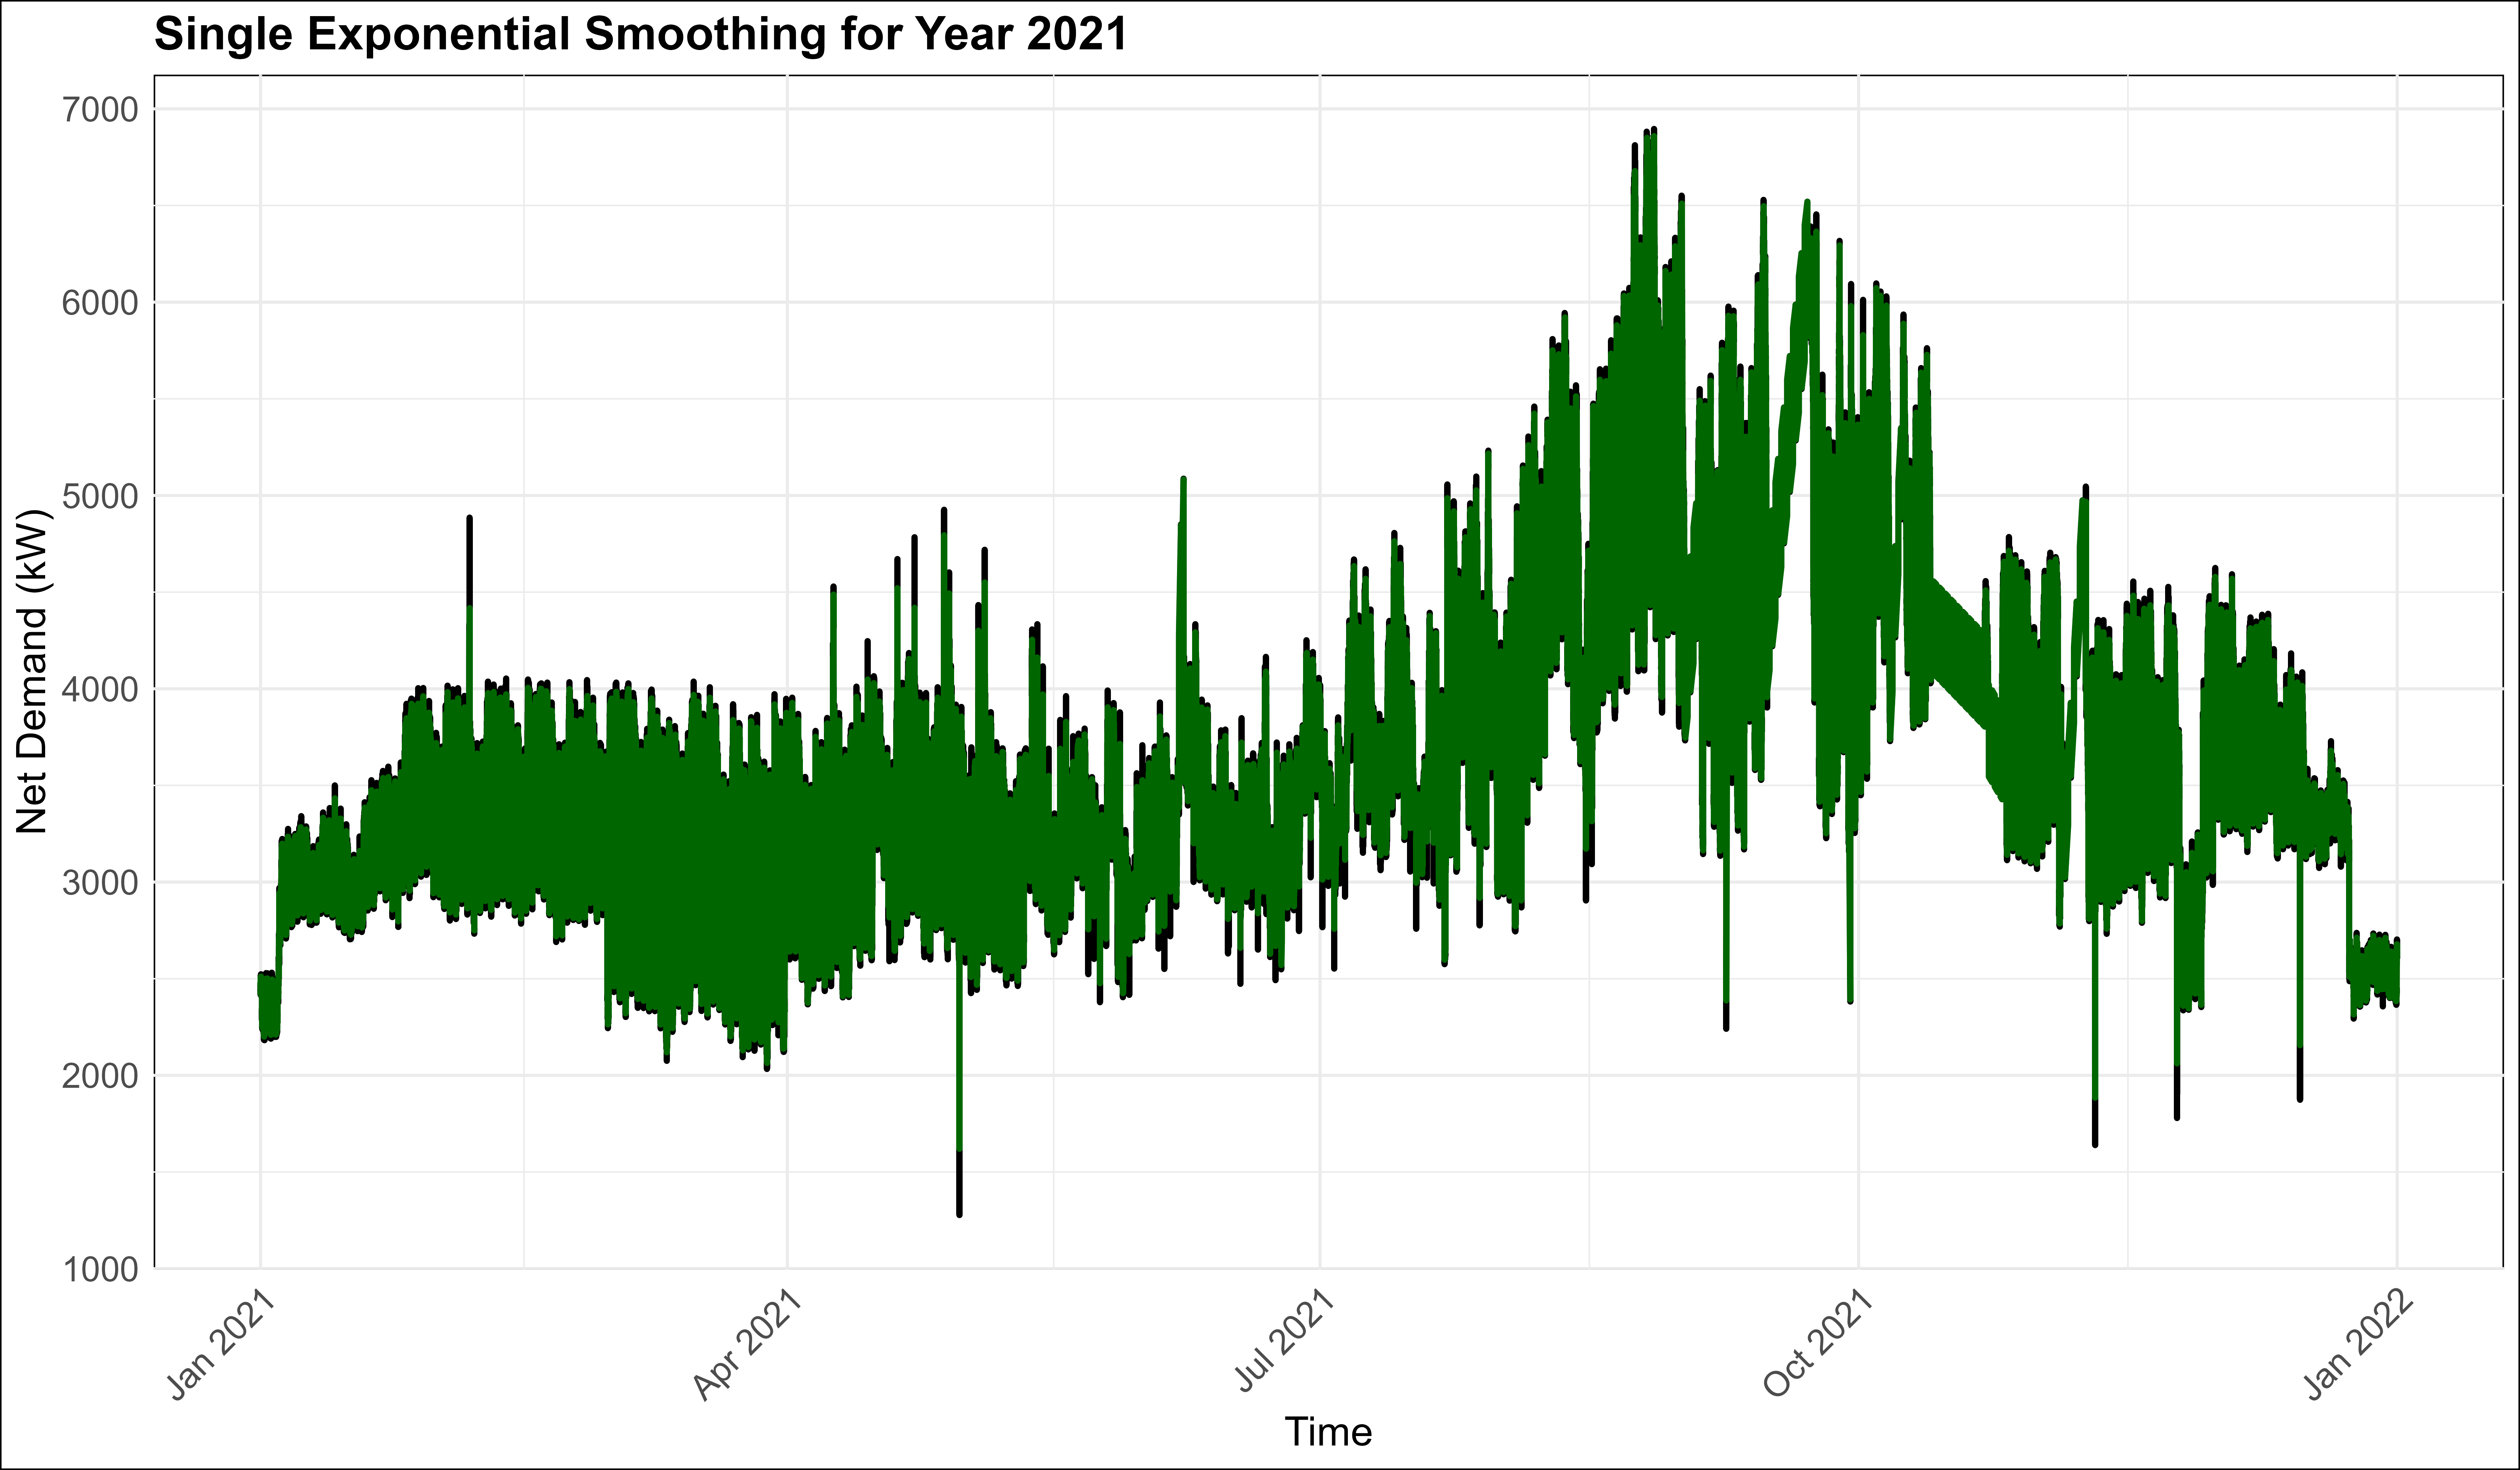 Single Exponential Smoothing for Year 2021
Net Demand (kW)
7000
6000
5000
4000
3000
2000
1000
Jan 2021
Apr 2021
Jul 2021
Oct 2021
Jan 2022
Time